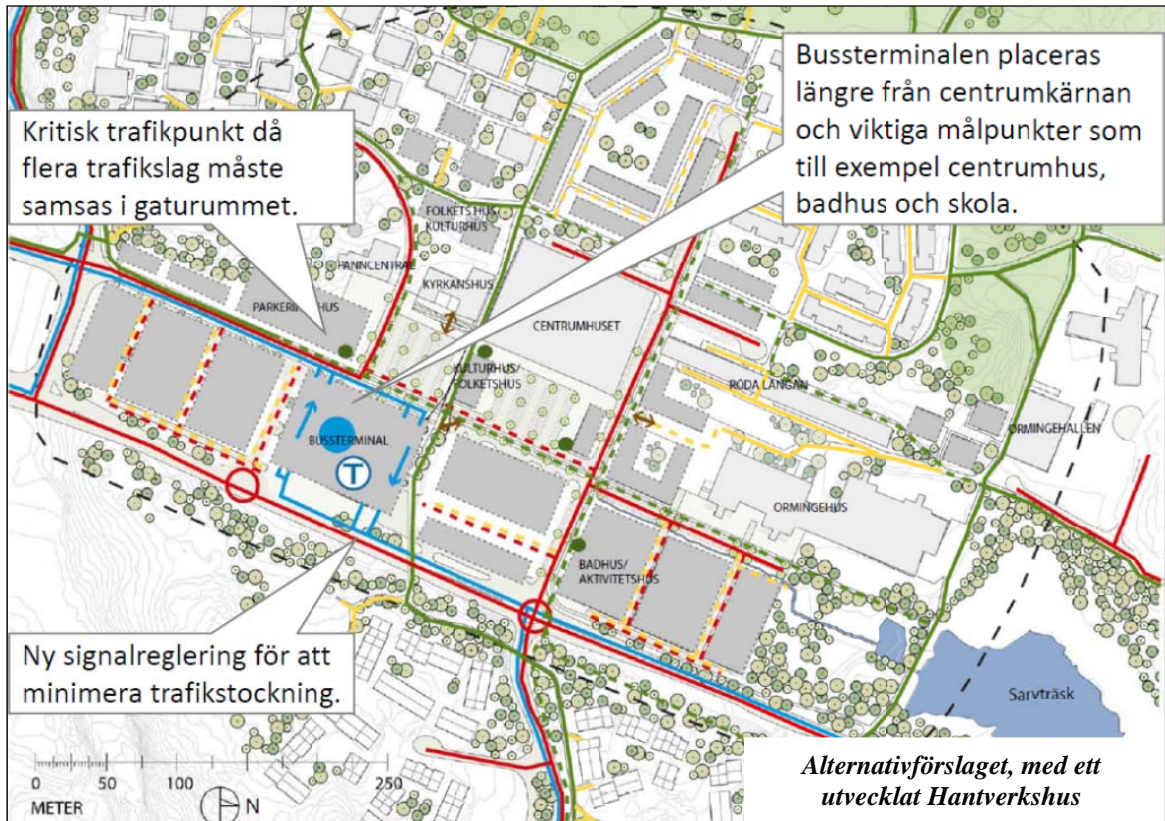 Bussterminalen placeras
längre från centrumkärnan
och viktiga målpunkter som
till exempel centrumhus,
badhus och skola.
Kritisk trafikpunkt då
flera trafikslag måste
samsas i gaturummet.
FOLKETS HUS
KULTURHUS
PANNCENTRAL
KYRKANSHUS
CENTRUMHUSET
KULTURHUS/
FOLKETSHUS
RÖDA LÄNGAN
ORMINGEHALLEN
BUSSTERMINAL
T
ORMINGEHUS
BADHUS/
AKTIVITETSHUS
Ny signalreglering för att
minimera trafikstockning.
Sarvträsk
0 50 100 150 250
METER
N
Alternativförslaget, med ett
utvecklat Hantverkshus